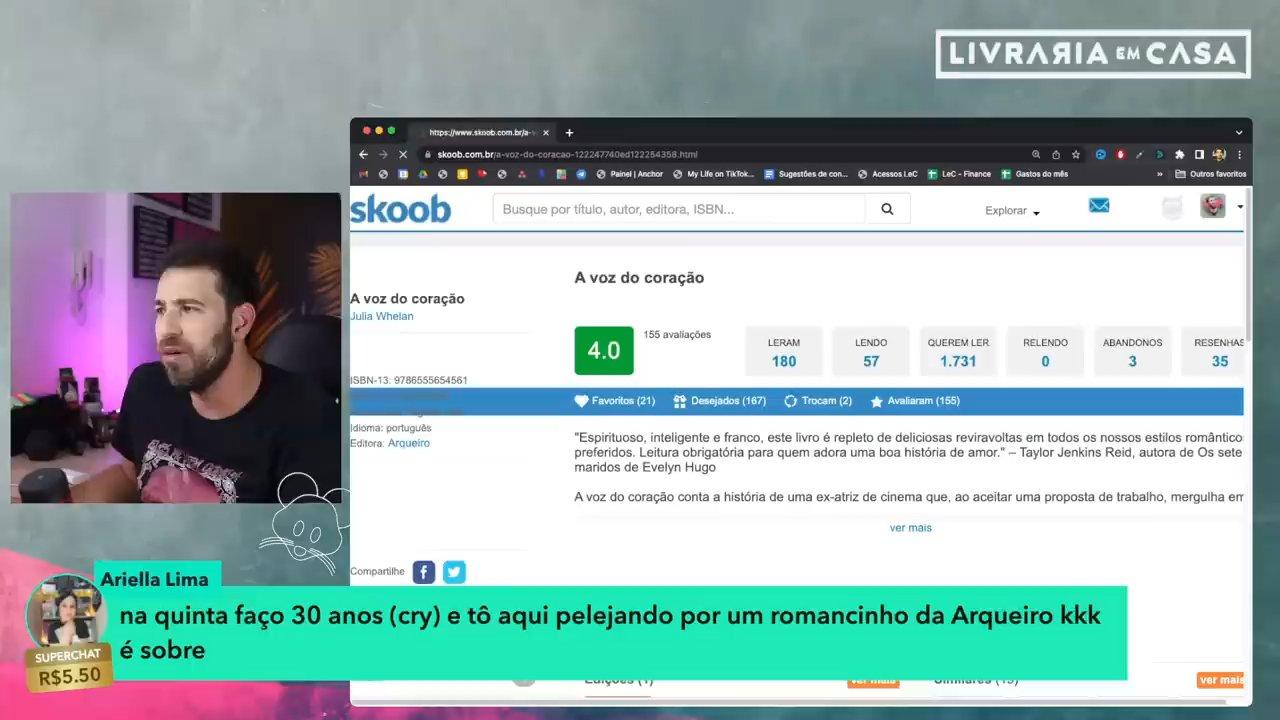 LIVRARIA EM CASA
https://www.skoob.com.br/a-v
skoob.com.br/a-voz-do-coracao-122247740ed122254358.html
Painel | Anchor
My Life on TikTok...
Sugestões de con...
Acessos LeC
LeC - Finance
Gastos do mês
»
Outros favoritos
skoob
Busque por título, autor, editora, ISBN...
Explorar
A voz do coração
Julia Whelan
ISBN-13: 9786555654561
Idioma: português
Editora: Arqueiro
Compartilhe
A voz do coração
4.0
155 avaliações
LERAM
180
LENDO
57
QUEREM LER
1.731
RELENDO
0
ABANDONOS
3
RESENHAS
35
Favoritos (21)
Desejados (167)
Trocam (2)
Avaliaram (155)
"Espirituoso, inteligente e franco, este livro é repleto de deliciosas reviravoltas em todos os nossos estilos romântico
preferidos. Leitura obrigatória para quem adora uma boa história de amor." – Taylor Jenkins Reid, autora de Os sete
maridos de Evelyn Hugo
A voz do coração conta a história de uma ex-atriz de cinema que, ao aceitar uma proposta de trabalho, mergulha em
ver mais
Ariella Lima
na quinta faço 30 anos (cry) e tô aqui pelejando por um romancinho da Arqueiro kkk
é sobre
SUPERCHAT
R$5.50
Edições (1)
ver mais
Similares (19)
ver mais